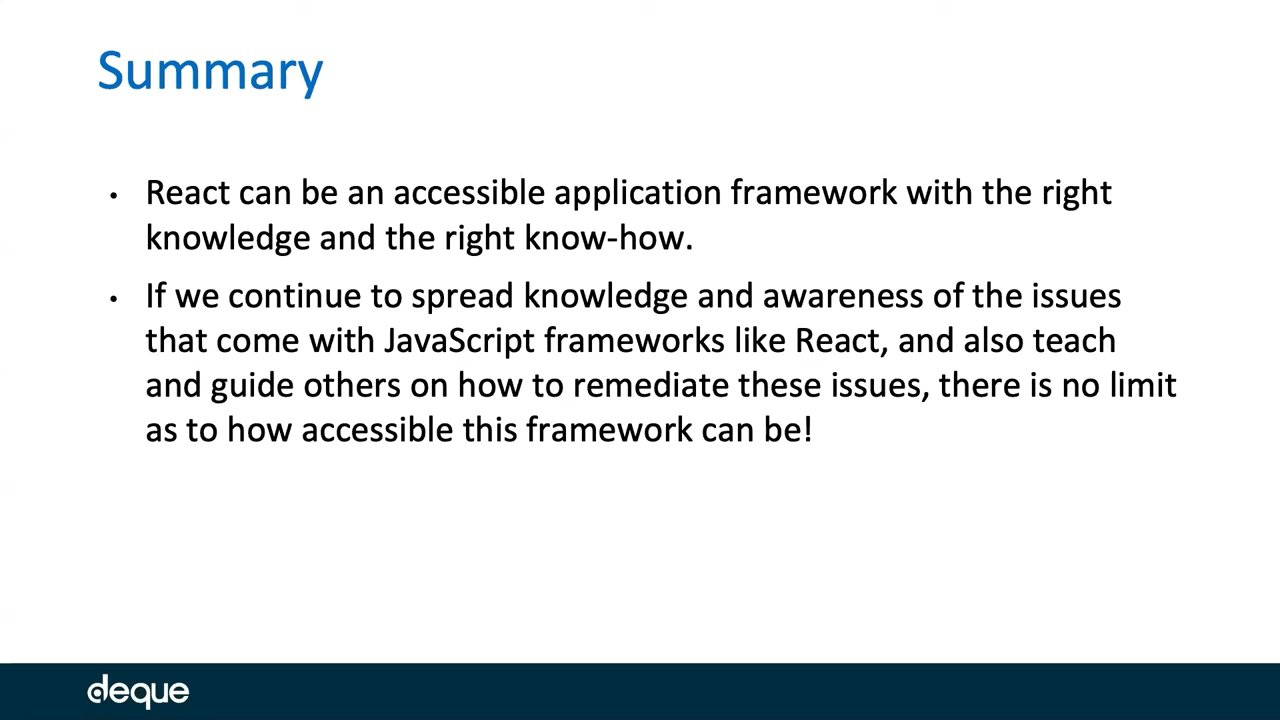 Summary
• React can be an accessible application framework with the right
knowledge and the right know-how.
• If we continue to spread knowledge and awareness of the issues
that come with JavaScript frameworks like React, and also teach
and guide others on how to remediate these issues, there is no limit
as to how accessible this framework can be!
deque